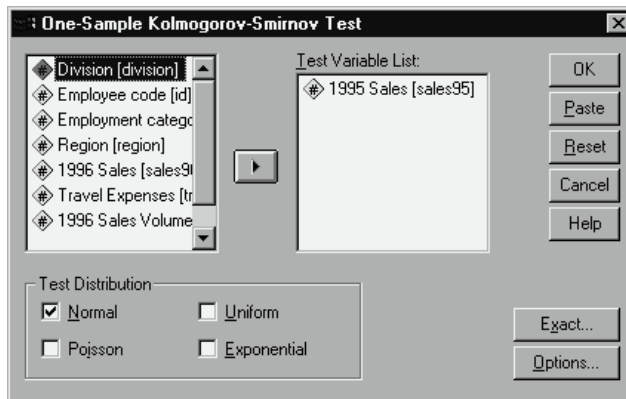 One-Sample Kolmogorov-Smirnov Test
Division [division]
Employee code [id]
Employment catego
Region [region]
1996 Sales [sales9
Travel Expenses [tr
1996 Sales Volume
Test Variable List:
1995 Sales [sales95]
OK
Paste
Reset
Cancel
Help
Test Distribution
Normal
Uniform
Poisson
Exponential
Exact...
Options...